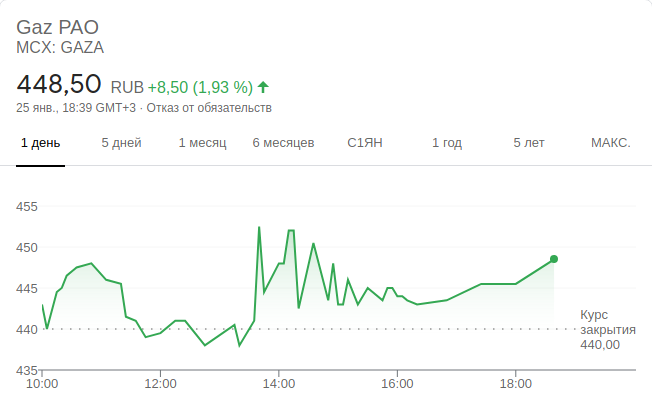 Gaz PAO
MCX: GAZA
448,50 RUB +8,50 (1,93 %)
25 янв., 18:39 GMT+3 · Отказ от обязательств
1 день 5 дней 1 месяц 6 месяцев С1ЯН 1 год 5 лет МАКС.
455
450
445
440
435
Курс
закрытия
440,00
10:00 12:00 14:00 16:00 18:00